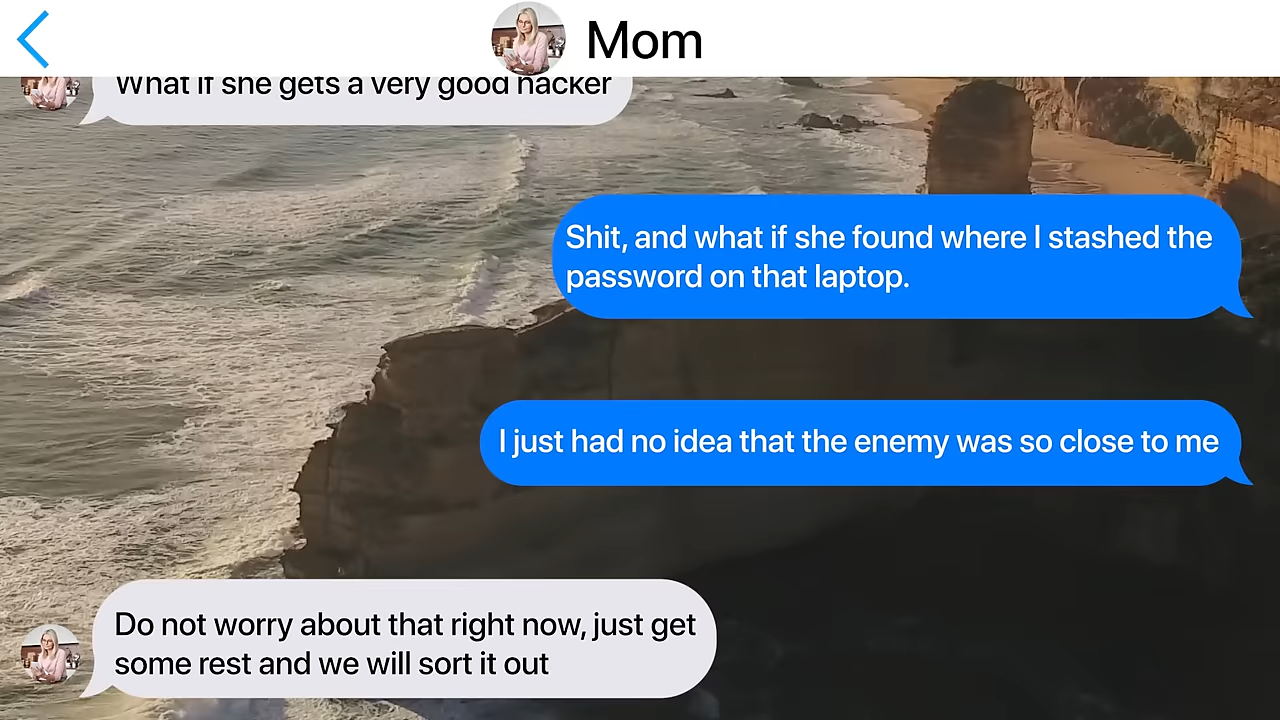 Mom
What if she gets a very good hacker
Shit, and what if she found where I stashed the
password on that laptop.
I just had no idea that the enemy was so close to me
Do not worry about that right now, just get
some rest and we will sort it out